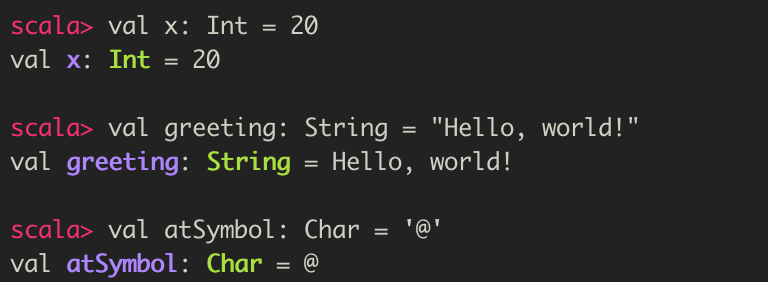 scala> val x: Int = 20
val x: Int = 20
scala> val greeting: String = "Hello, world!"
val greeting: String = Hello, world!
scala> val atSymbol: Char = '@'
val atSymbol: Char = @